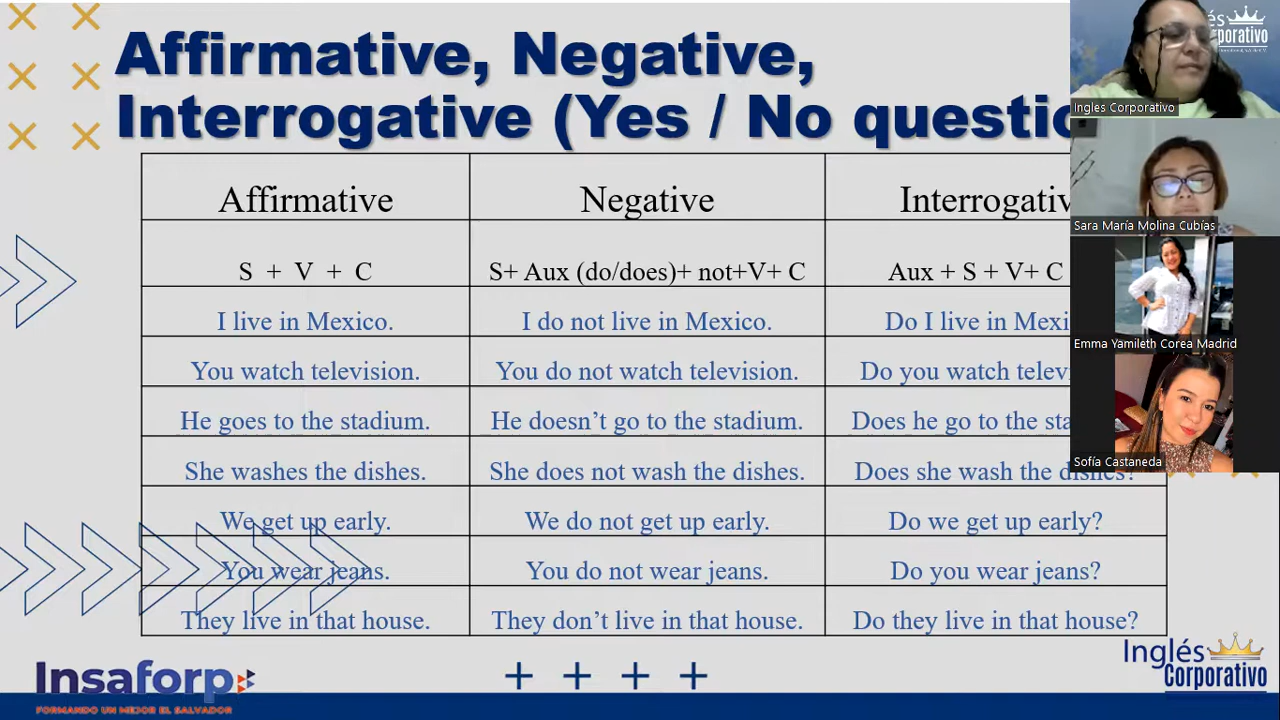 Affirmative, Negative,
Interrogative (Yes / No questio
Affirmative Negative Interrogativ
S + V + C S+ Aux (do/does)+ not+V+ C Aux + S + V+ C
I live in Mexico. I do not live in Mexico. Do I live in Mexi
You watch television. You do not watch television. Do you watch telev
He goes to the stadium. He doesn't go to the stadium. Does he go to the sta
She washes the dishes. She does not wash the dishes. Does she wash the dishes?
We get up early. We do not get up early. Do we get up early?
You wear jeans. You do not wear jeans. Do you wear jeans?
They live in that house. They don't live in that house. Do they live in that house?
Insaforp
FORMANDO UN MEJOR EL SALVADOR
Inglés
Corporativo
és
orporativo
Ingles Corporativo
Sara María Molina Cubías
Emma Yamileth Corea Madrid
Sofía Castaneda